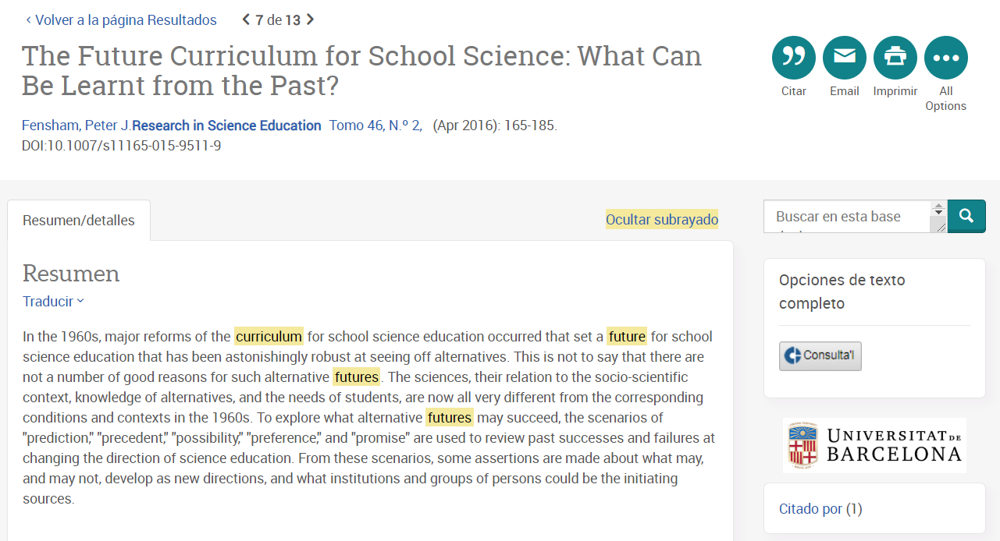 ‹ Volver a la página Resultados
7 de 13
The Future Curriculum for School Science: What Can
Be Learnt from the Past?
Fensham, Peter J.Research in Science Education Tomo 46, N.º 2, (Apr 2016): 165-185.
DOI:10.1007/s11165-015-9511-9
Citar
Email
Imprimir
All
Options
Resumen/detalles
Ocultar subrayado
Resumen
Traducir
In the 1960s, major reforms of the curriculum for school science education occurred that set a future for school
science education that has been astonishingly robust at seeing off alternatives. This is not to say that there are
not a number of good reasons for such alternative futures. The sciences, their relation to the socio-scientific
context, knowledge of alternatives, and the needs of students, are now all very different from the corresponding
conditions and contexts in the 1960s. To explore what alternative futures may succeed, the scenarios of
"prediction," "precedent," "possibility," "preference," and "promise" are used to review past successes and failures at
changing the direction of science education. From these scenarios, some assertions are made about what may,
and may not, develop as new directions, and what institutions and groups of persons could be the initiating
sources.
Buscar en esta base
Opciones de texto
completo
Consulta'l
UNIVERSITAT DE
BARCELONA
Citado por (1)